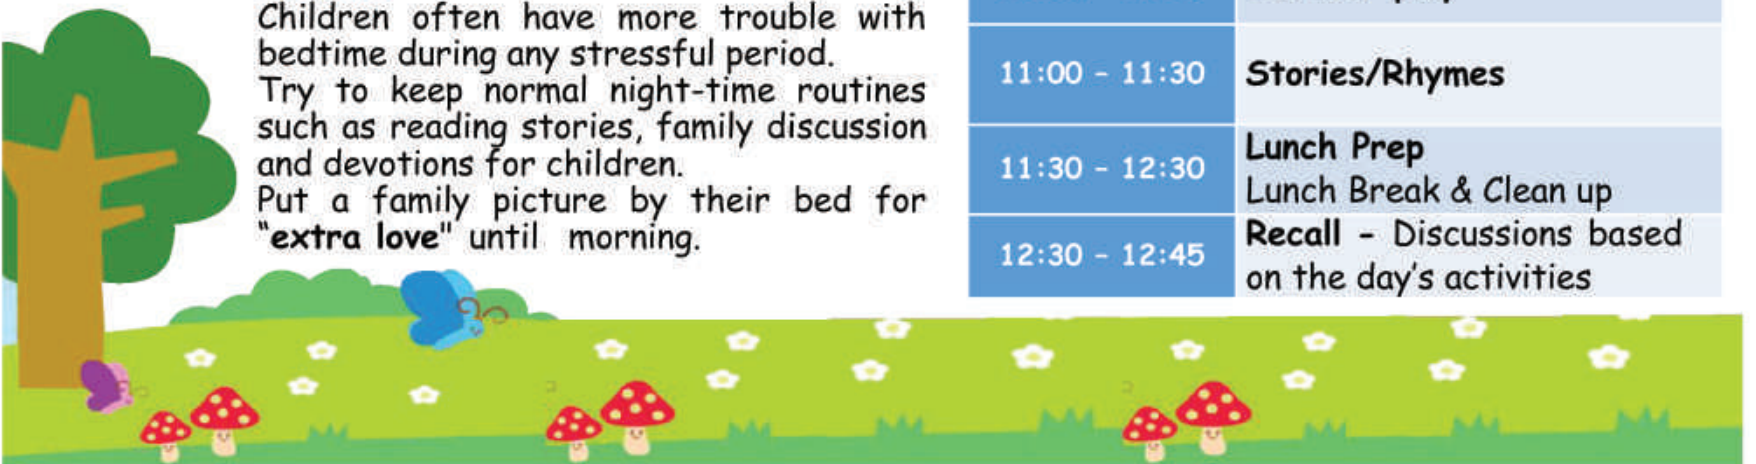 Children often have more trouble with
bedtime during any stressful period.
Try to keep normal night-time routines
such as reading stories, family discussion
and devotions for children.
Put a family picture by their bed for
“extra love" until morning.
11:00 - 11:30
Stories/Rhymes
11:30 - 12:30
Lunch Prep
Lunch Break & Clean up
12:30 - 12:45
Recall - Discussions based
on the day’s activities